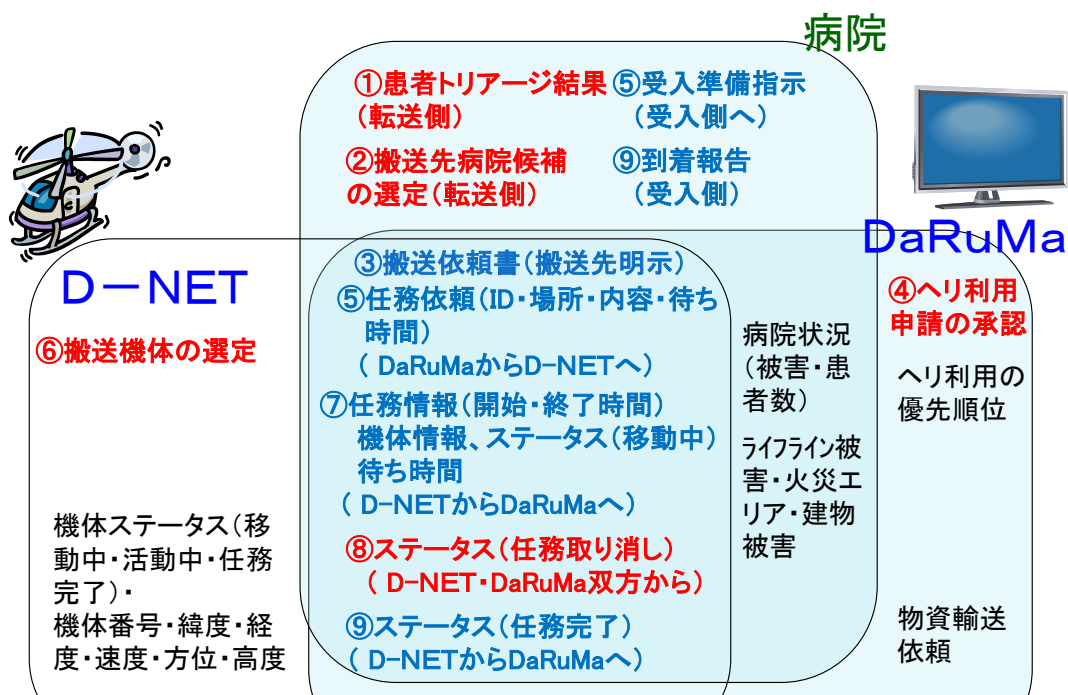 病院
①患者トリアージ結果
（転送側）
②搬送先病院候補
の選定（転送側）
⑤受入準備指示
（受入側へ）
⑨到着報告
（受入側）
DaRuMa
D－NET
③搬送依頼書（搬送先明示）
⑤任務依頼（ID・場所・内容・待ち
時間）
（ DaRuMaからD-NETへ）
⑦任務情報（開始・終了時間）
機体情報、ステータス（移動中）
待ち時間
（ D-NETからDaRuMaへ）
⑧ステータス（任務取り消し）
（ D-NET・DaRuMa双方から）
⑨ステータス（任務完了）
（ D-NETからDaRuMaへ）
⑥搬送機体の選定
機体ステータス（移
動中・活動中・任務
完了）・
機体番号・緯度・経
度・速度・方位・高度
病院状況
（被害・患
者数）
ライフライン被
害・火災エ
リア・建物
被害
④ヘリ利用
申請の承認
ヘリ利用の
優先順位
物資輸送
依頼